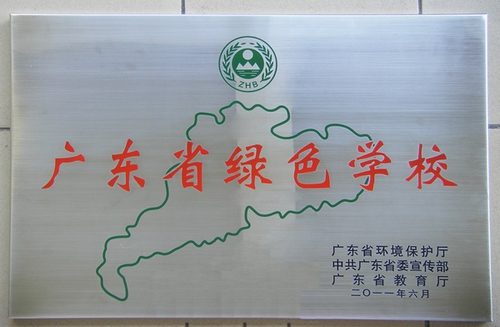 ZHB
广东省绿色学校
广东省环境保护厅
中共广东省委宣传部
广东省教育厅
二〇一一年六月